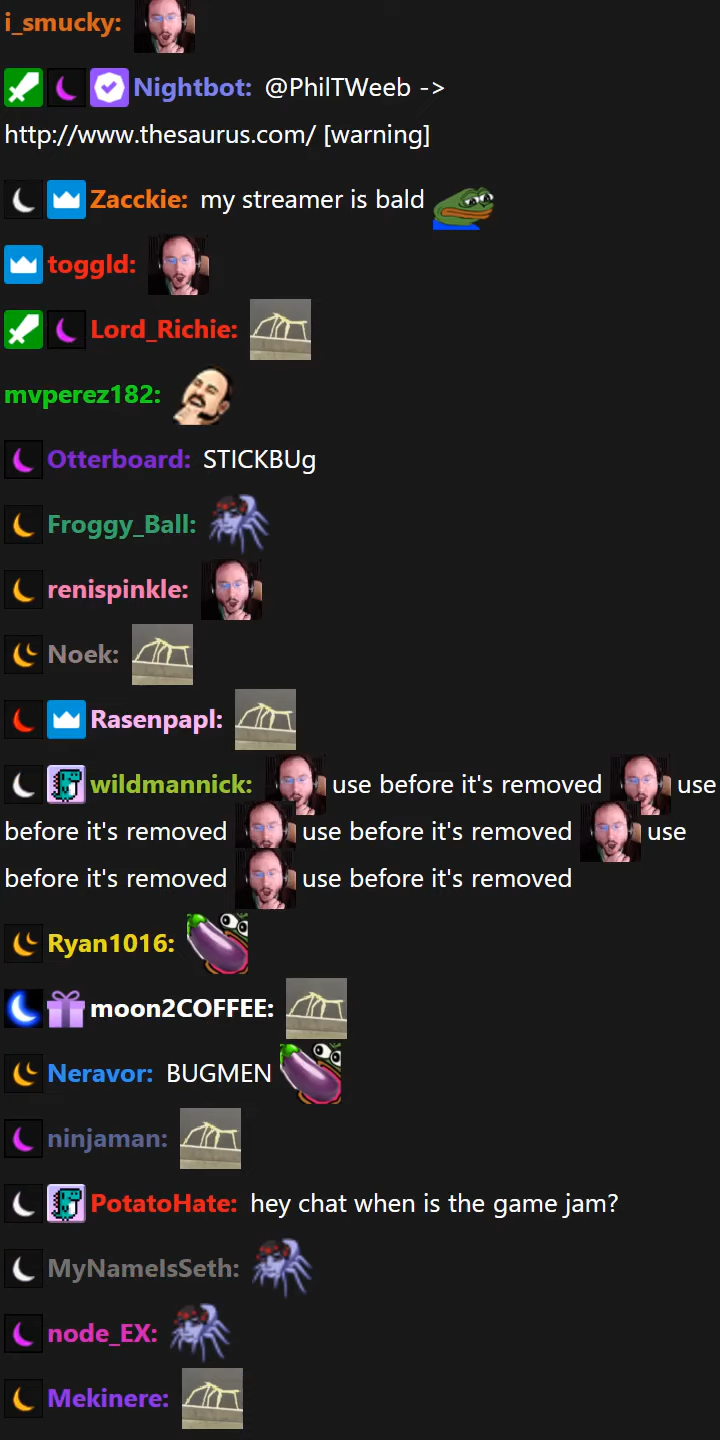 i_smucky:
Nightbot: @PhilTWeeb ->
http://www.thesaurus.com/ [warning]
Zacckie: my streamer is bald
toggld:
Lord_Richie:
mvperez182:
Otterboard: STICKBUg
Froggy_Ball:
renispinkle:
Noek:
Rasenpapl:
wildmannick: use before it's removed use
before it's removed use before it's removed use
before it's removed use before it's removed
Ryan1016:
moon2COFFEE:
Neravor: BUGMEN
ninjaman:
PotatoHate: hey chat when is the game jam?
MyNameIsSeth:
node_EX:
Mekinere: